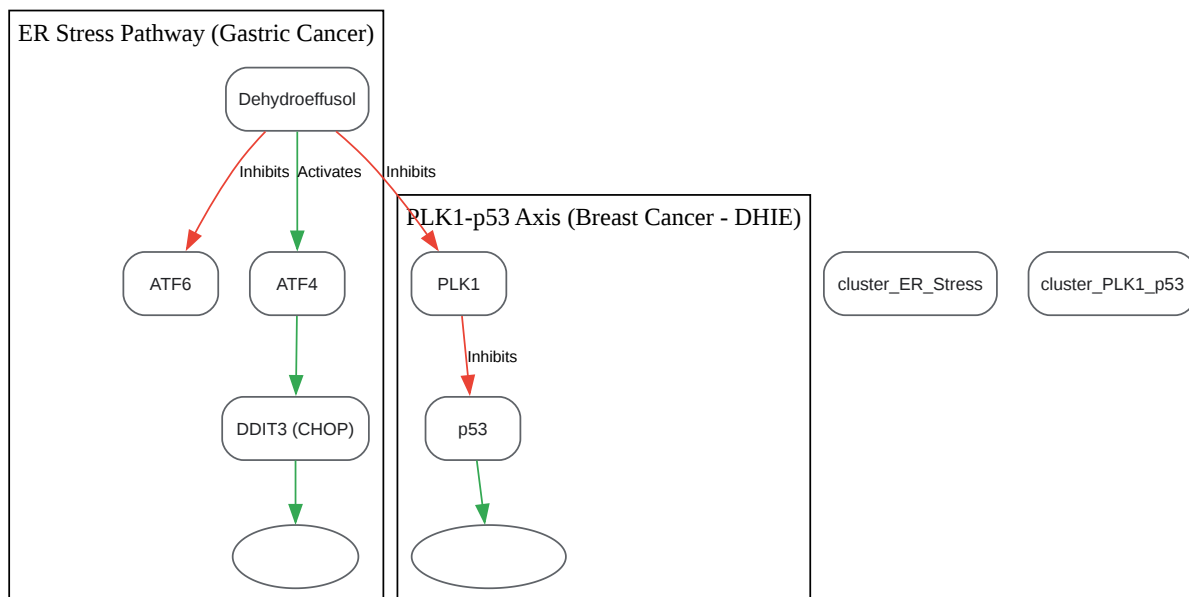 ER Stress Pathway (Gastric Cancer)
Dehydroeffusol
Inhibits
Activates
Inhibits
PLK1-p53 Axis (Breast Cancer - DHIE)
ATF6
ATF4
PLK1
cluster_ER_Stress
cluster_PLK1_p53
Inhibits
DDIT3 (CHOP)
p53